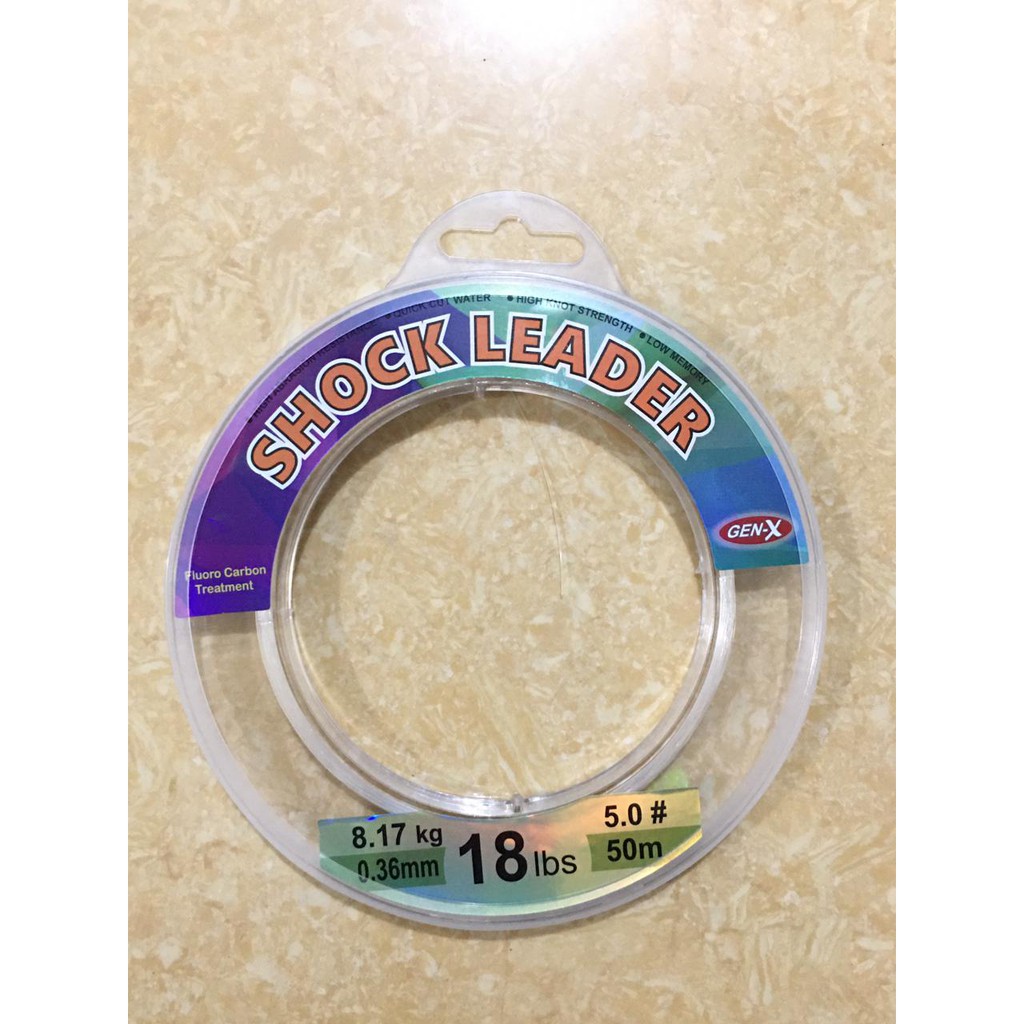 • QUICK CUT WATER • HIGH KNOT STRENGTH • LOW MEMORY
SHOCK LEADER
GEN-X
Fluoro Carbon
Treatment
8.17 kg
0.36mm
18 lbs
5.0 #
50m